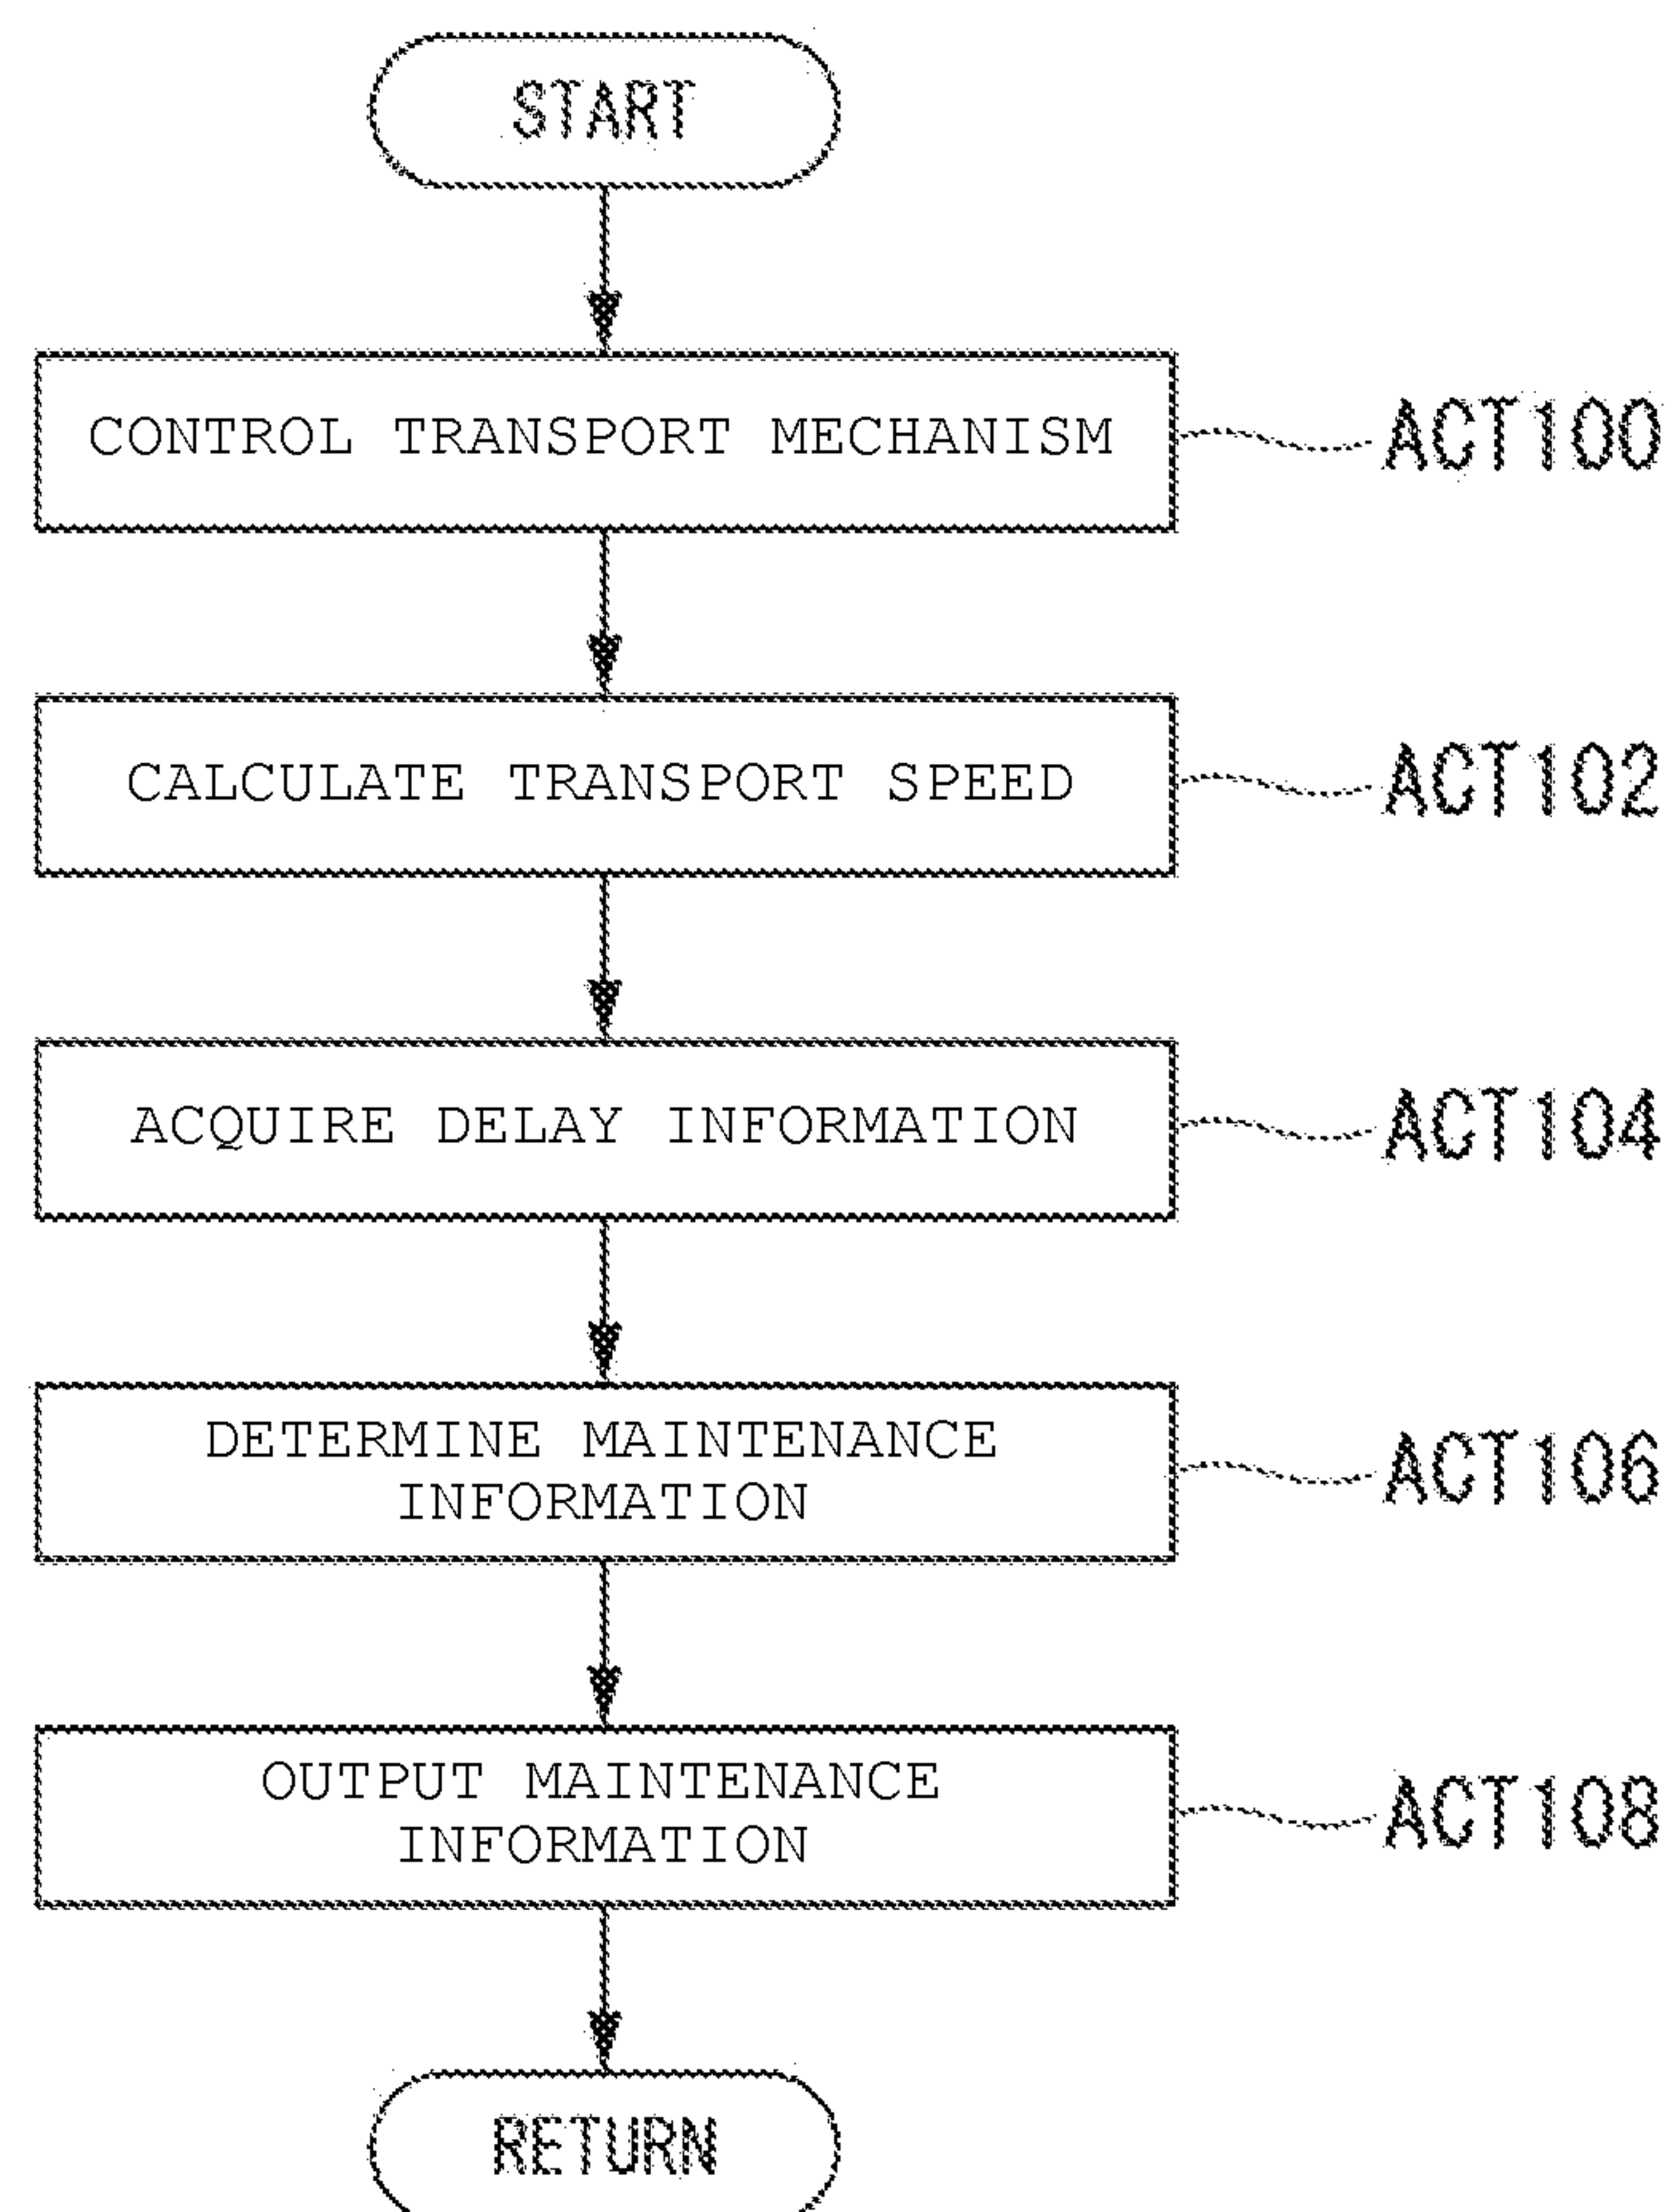 START
CONTROL TRANSPORT MECHANISM
ACT100
CALCULATE TRANSPORT SPEED
ACT102
ACQUIRE DELAY INFORMATION
ACT104
DETERMINE MAINTENANCE
INFORMATION
ACT106
OUTPUT MAINTENANCE
INFORMATION
ACT108
RETURN